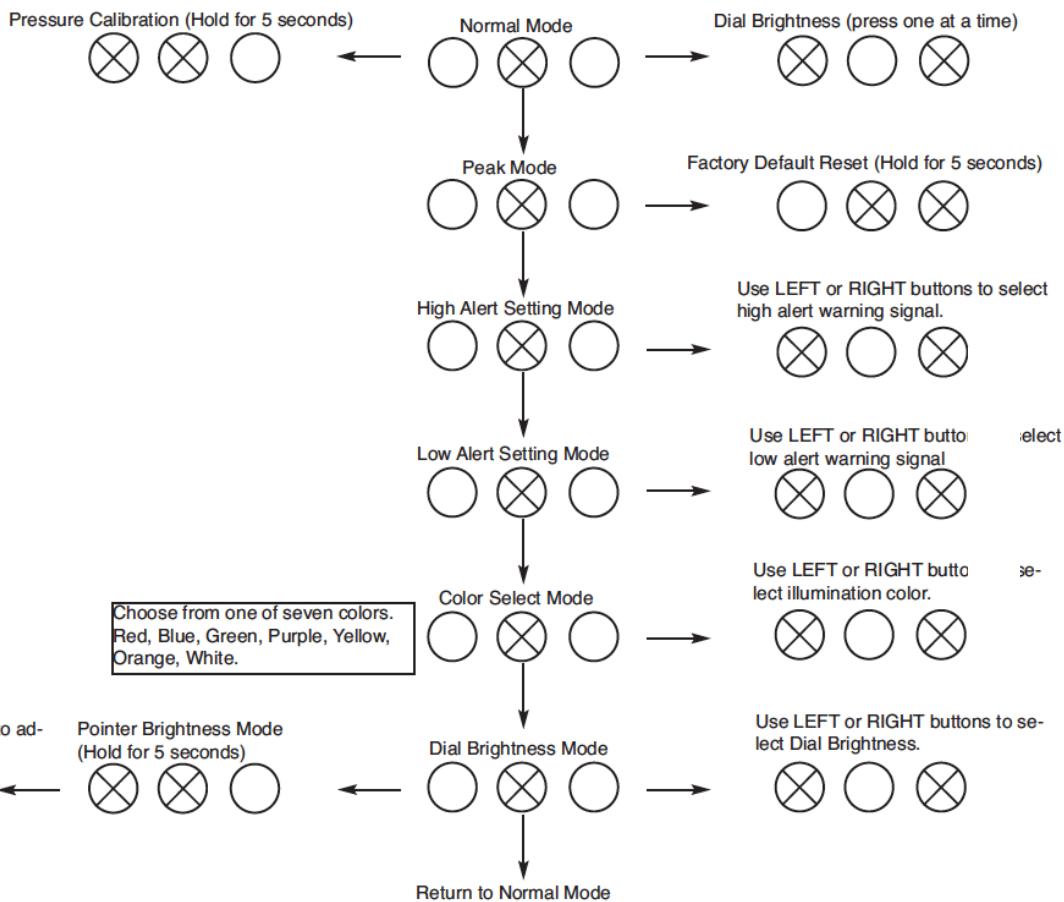 Pressure Calibration (Hold for 5 seconds)
Normal Mode
Dial Brightness (press one at a time)
Peak Mode
Factory Default Reset (Hold for 5 seconds)
High Alert Setting Mode
Use LEFT or RIGHT buttons to select
high alert warning signal.
Low Alert Setting Mode
Use LEFT or RIGHT
low alert warning signal
Color Select Mode
Choose from one of seven colors.
Red, Blue, Green, Purple, Yellow,
Orange, White.
Use LEFT or RIGHT
lect illumination color.
to ad-
Pointer Brightness Mode
(Hold for 5 seconds)
Dial Brightness Mode
Use LEFT or RIGHT buttons to se-
lect Dial Brightness.
Return to Normal Mode